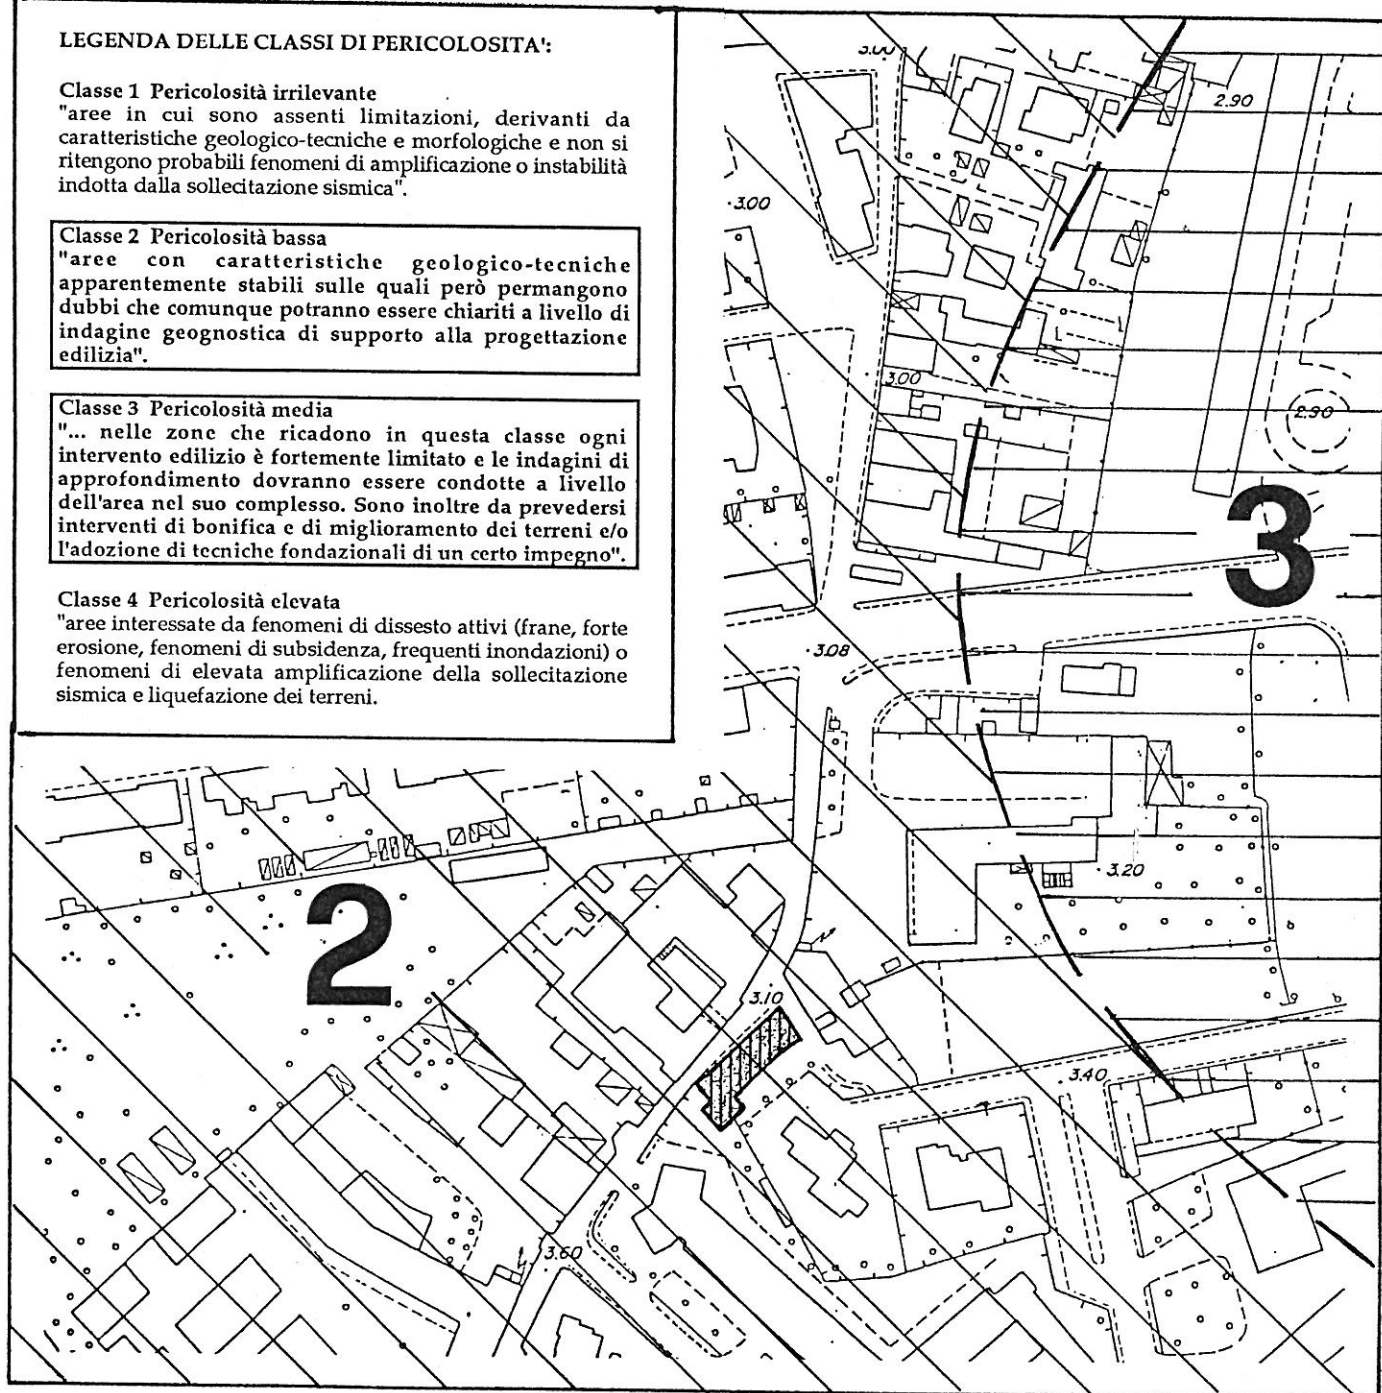 LEGENDA DELLE CLASSI DI PERICOLOSITA':
Classe 1 Pericolosità irrilevante
"aree in cui sono assenti limitazioni, derivanti da
caratteristiche geologico-tecniche e morfologiche e non si
ritengono probabili fenomeni di amplificazione o instabilità
indotta dalla sollecitazione sismica".
Classe 2 Pericolosità bassa
"aree con caratteristiche geologico-tecniche
apparentemente stabili sulle quali però permangono
dubbi che comunque potranno essere chiariti a livello di
indagine geognostica di supporto alla progettazione
edilizia".
Classe 3 Pericolosità media
"... nelle zone che ricadono in questa classe ogni
intervento edilizio è fortemente limitato e le indagini di
approfondimento dovranno essere condotte a livello
dell'area nel suo complesso. Sono inoltre da prevedersi
interventi di bonifica e di miglioramento dei terreni e/o
l'adozione di tecniche fondazionali di un certo impegno".
Classe 4 Pericolosità elevata
"aree interessate da fenomeni di dissesto attivi (frane, forte
erosione, fenomeni di subsidenza, frequenti inondazioni) o
fenomeni di elevata amplificazione della sollecitazione
sismica e liquefazione dei terreni.
3.00
2.90
3.00
3.00
2.90
3
3.08
3.20
2
3.10
3.40
3.60